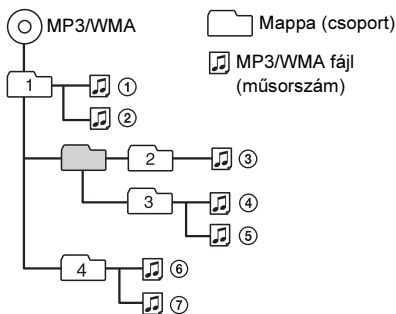 MP3/WMA
Mappa (csoport)
MP3/WMA fájl
(műsorszám)
1
①
②
2
③
3
④
⑤
4
⑥
⑦